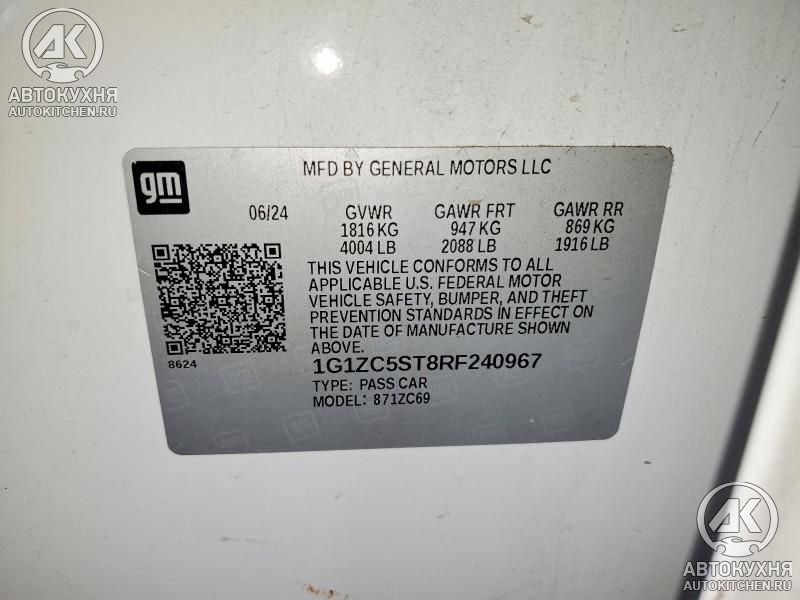 АВТОКУХНЯ
AUTOKITCHEN.RU
gm
MFD BY GENERAL MOTORS LLC
06/24 GVWR GAWR FRT GAWR RR
1816 KG 947 KG 869 KG
4004 LB 2088 LB 1916 LB
THIS VEHICLE CONFORMS TO ALL
APPLICABLE U.S. FEDERAL MOTOR
VEHICLE SAFETY, BUMPER, AND THEFT
PREVENTION STANDARDS IN EFFECT ON
THE DATE OF MANUFACTURE SHOWN
ABOVE.
8624
1G1ZC5ST8RF240967
TYPE: PASS CAR
MODEL: 871ZC69
АВТОКУХНЯ
AUTOKITCHEN.RU